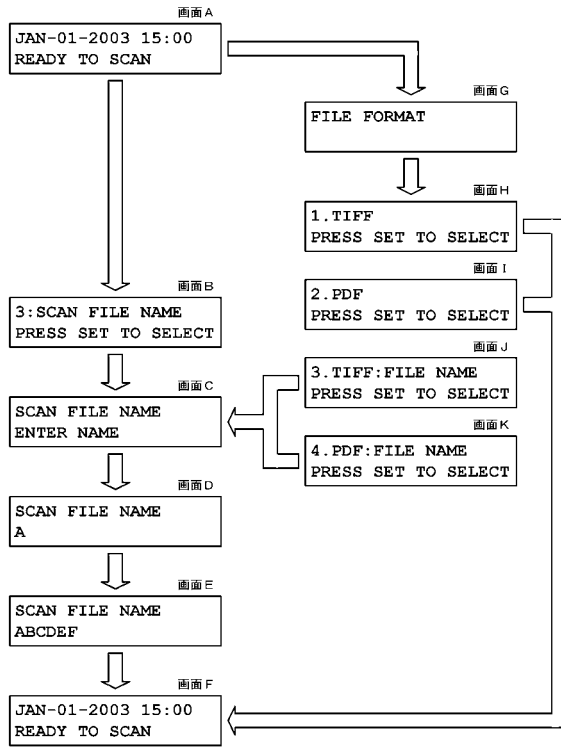 画面A
JAN-01-2003 15:00
READY TO SCAN
画面G
FILE FORMAT
画面H
1.TIFF
PRESS SET TO SELECT
画面B
3:SCAN FILE NAME
PRESS SET TO SELECT
画面I
2.PDF
PRESS SET TO SELECT
画面J
3.TIFF:FILE NAME
PRESS SET TO SELECT
画面C
SCAN FILE NAME
ENTER NAME
画面K
4.PDF:FILE NAME
PRESS SET TO SELECT
画面D
SCAN FILE NAME
A
画面E
SCAN FILE NAME
ABCDEF
画面F
JAN-01-2003 15:00
READY TO SCAN